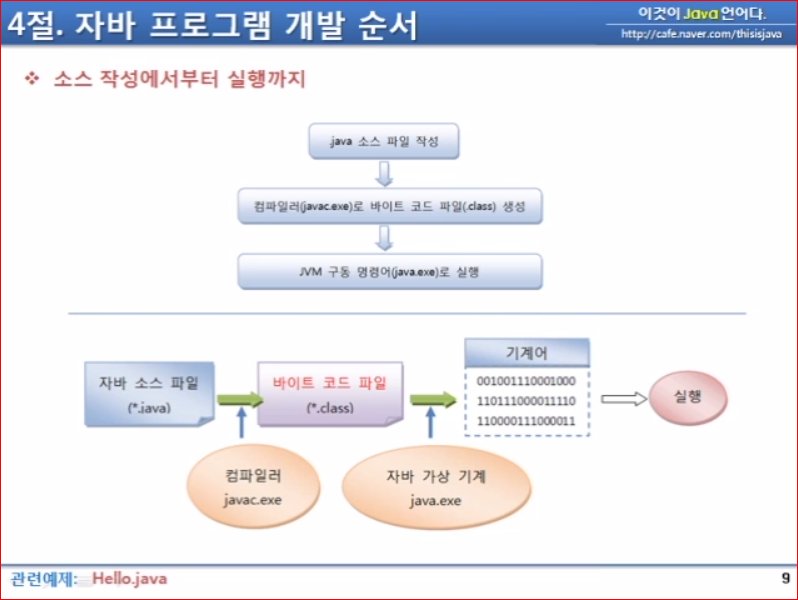 4절. 자바 프로그램 개발 순서
이것이 Java 언어다.
http://cafe.naver.com/thisisjava
소스 작성에서부터 실행까지
.java 소스 파일 작성
컴파일러(javac.exe)로 바이트 코드 파일(.class) 생성
JVM 구동 명령어(java.exe)로 실행
자바 소스 파일
(*.java)
바이트 코드 파일
(*.class)
기계어
001001110001000
110111000011110
110000111000011
실행
컴파일러
javac.exe
자바 가상 기계
java.exe
관련예제: Hello.java
9